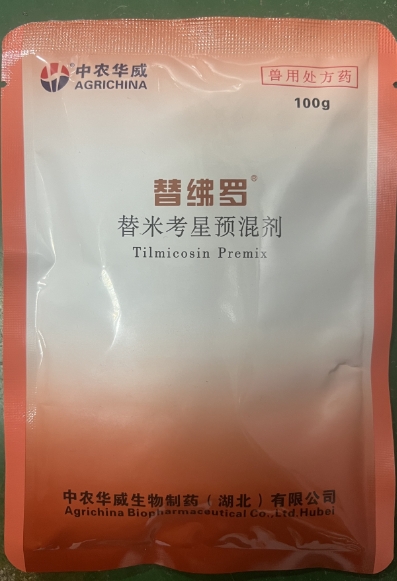 中农华威®
AGRICHINA
兽用处方药
100g
替绋罗®
替米考星预混剂
Tilmicosin Premix
中农华威生物制药（湖北）有限公司
Agrichina Biopharmaceutical Co.,Ltd.Hubei